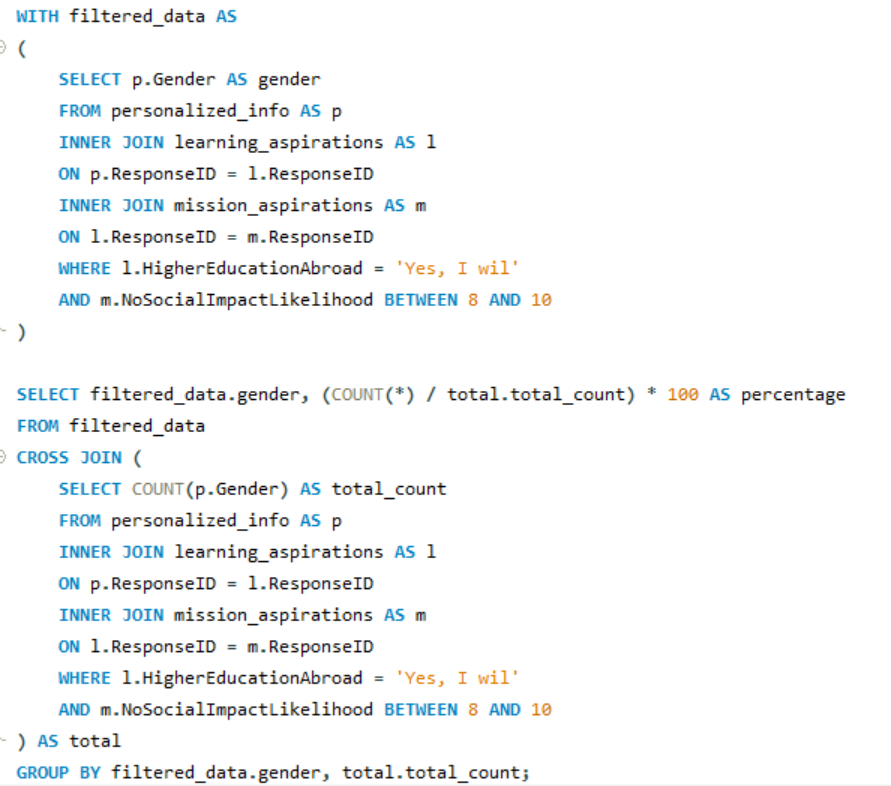 WITH filtered_data AS
(
SELECT p.Gender AS gender
FROM personalized_info AS p
INNER JOIN learning_aspirations AS l
ON p.ResponseID = l.ResponseID
INNER JOIN mission_aspirations AS m
ON l.ResponseID = m.ResponseID
WHERE l.HigherEducationAbroad = 'Yes, I wil'
AND m.NoSocialImpactLikelihood BETWEEN 8 AND 10
)
SELECT filtered_data.gender, (COUNT(*) / total.total_count) * 100 AS percentage
FROM filtered_data
CROSS JOIN (
SELECT COUNT(p.Gender) AS total_count
FROM personalized_info AS p
INNER JOIN learning_aspirations AS l
ON p.ResponseID = l.ResponseID
INNER JOIN mission_aspirations AS m
ON l.ResponseID = m.ResponseID
WHERE l.HigherEducationAbroad = 'Yes, I wil'
AND m.NoSocialImpactLikelihood BETWEEN 8 AND 10
) AS total
GROUP BY filtered_data.gender, total.total_count;